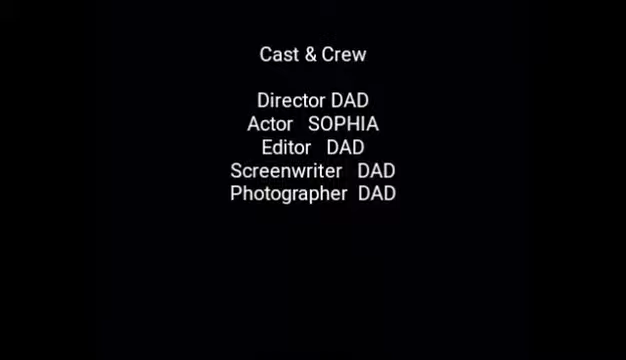 Cast & Crew
Director DAD
Actor SOPHIA
Editor DAD
Screenwriter DAD
Photographer DAD